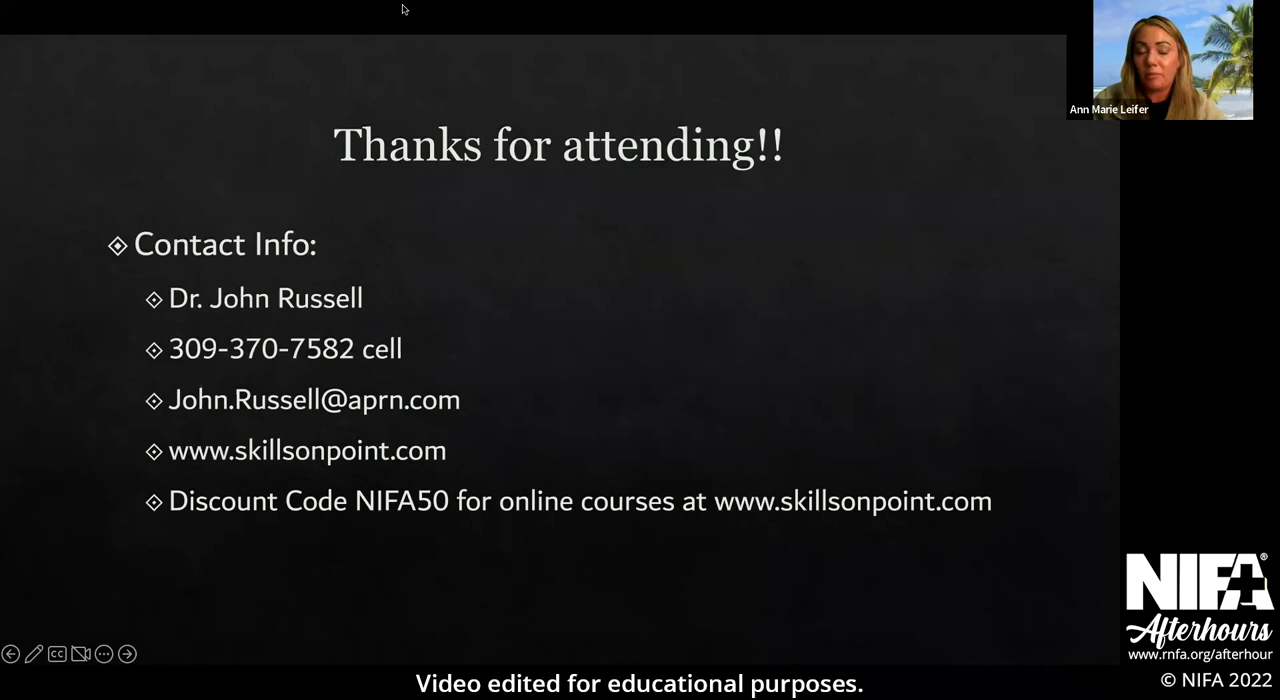 Ann Marie Leifer
Thanks for attending!!
Contact Info:
Dr. John Russell
309-370-7582 cell
John.Russell@aprn.com
www.skillsonpoint.com
Discount Code NIFA50 for online courses at www.skillsonpoint.com
CC
NIFA®
Afterhours
www.rnfa.org/afterhour
© NIFA 2022
Video edited for educational purposes.